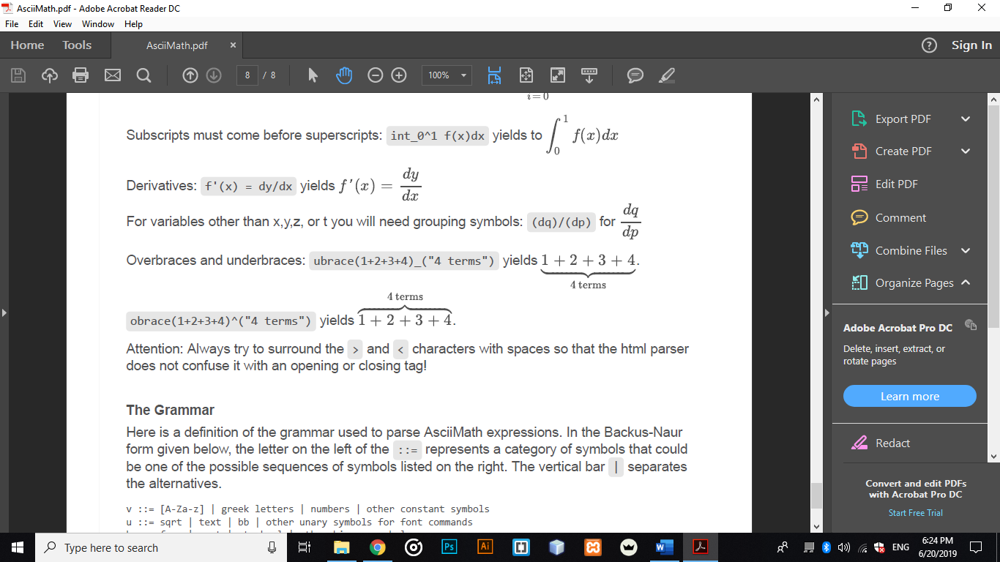 AsciiMath.pdf - Adobe Acrobat Reader DC
File Edit View Window Help
Home Tools AsciiMath.pdf × ? Sign In
8 / 8 100%
i = 0
Subscripts must come before superscripts: int_0^1 f(x)dx yields to ∫₀¹ f(x)dx
Derivatives: f'(x) = dy/dx yields f′(x) = dy/dx
For variables other than x,y,z, or t you will need grouping symbols: (dq)/(dp) for dq/dp
Overbraces and underbraces: ubrace(1+2+3+4)_("4 terms") yields 1 + 2 + 3 + 4.
4 terms
4 terms
obrace(1+2+3+4)^("4 terms") yields 1 + 2 + 3 + 4.
Attention: Always try to surround the > and < characters with spaces so that the html parser
does not confuse it with an opening or closing tag!
The Grammar
Here is a definition of the grammar used to parse AsciiMath expressions. In the Backus-Naur
form given below, the letter on the left of the ::= represents a category of symbols that could
be one of the possible sequences of symbols listed on the right. The vertical bar | separates
the alternatives.
v ::= [A-Za-z] | greek letters | numbers | other constant symbols
u ::= sqrt | text | bb | other unary symbols for font commands
Export PDF
Create PDF
Edit PDF
Comment
Combine Files
Organize Pages
Adobe Acrobat Pro DC
Delete, insert, extract, or
rotate pages
Learn more
Redact
Convert and edit PDFs
with Acrobat Pro DC
Start Free Trial
Type here to search
Ps Ai
ENG
6:24 PM
6/20/2019